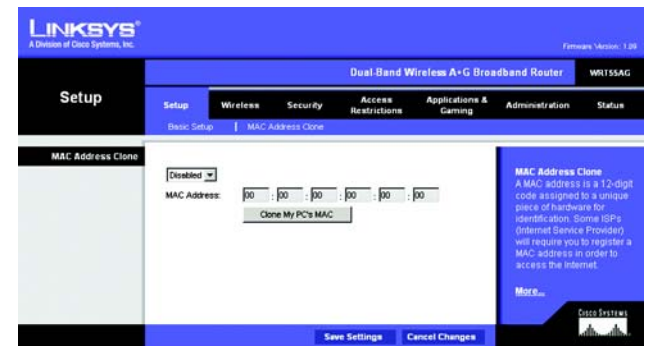 LINKSYS®
A Division of Cisco Systems, Inc.
Firmware Version: 1.09
Dual-Band Wireless A+G Broadband Router
WRT55AG
Setup
Setup
Wireless
Security
Access Restrictions
Applications & Gaming
Administration
Status
Basic Setup | MAC Address Clone
MAC Address Clone
Disabled
MAC Address: 00 : 00 : 00 : 00 : 00 : 00
Clone My PC's MAC
MAC Address Clone
A MAC address is a 12-digit
code assigned to a unique
piece of hardware for
identification. Some ISPs
(Internet Service Provider)
will require you to register a
MAC address in order to
access the Internet.
More...
Save Settings
Cancel Changes
CISCO SYSTEMS